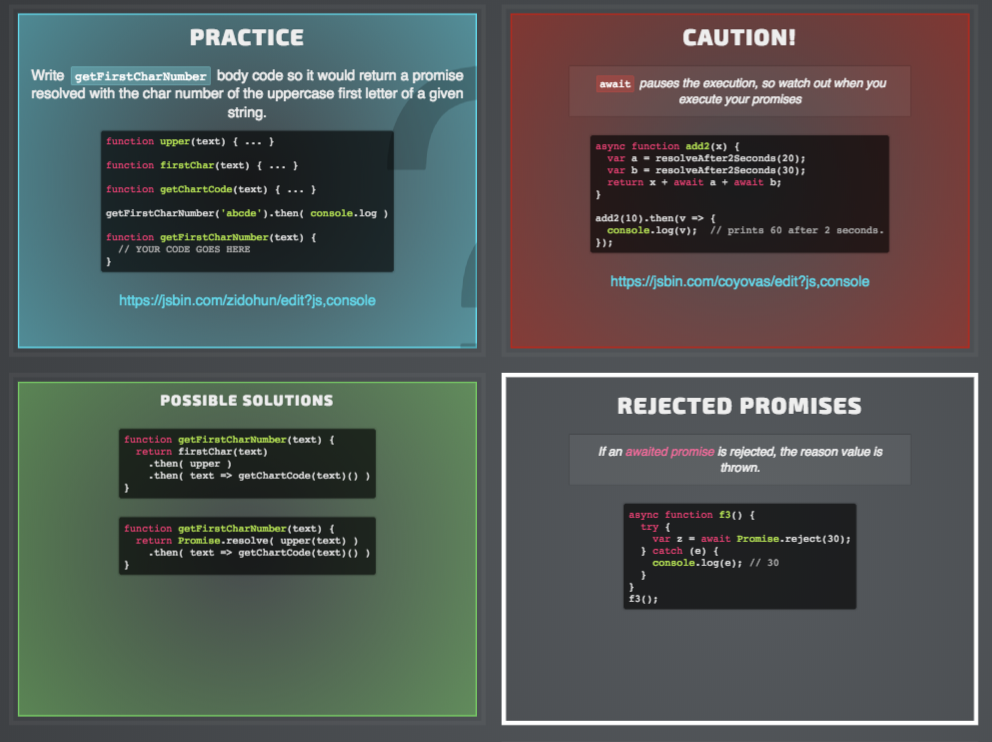 PRACTICE
Write getFirstCharNumber body code so it would return a promise
resolved with the char number of the uppercase first letter of a given
string.
function upper(text) { ... }
function firstChar(text) { ... }
function getChartCode(text) { ... }
getFirstCharNumber('abcde').then( console.log )
function getFirstCharNumber(text) {
// YOUR CODE GOES HERE
}
https://jsbin.com/zidohun/edit?js,console
CAUTION!
await pauses the execution, so watch out when you
execute your promises
async function add2(x) {
var a = resolveAfter2Seconds(20);
var b = resolveAfter2Seconds(30);
return x + await a + await b;
}
add2(10).then(v => {
console.log(v); // prints 60 after 2 seconds.
});
https://jsbin.com/coyovas/edit?js,console
POSSIBLE SOLUTIONS
function getFirstCharNumber(text) {
return firstChar(text)
.then( upper )
.then( text => getChartCode(text)() )
}
function getFirstCharNumber(text) {
return Promise.resolve( upper(text) )
.then( text => getChartCode(text)() )
}
REJECTED PROMISES
If an awaited promise is rejected, the reason value is
thrown.
async function f3() {
try {
var z = await Promise.reject(30);
} catch (e) {
console.log(e); // 30
}
}
f3();